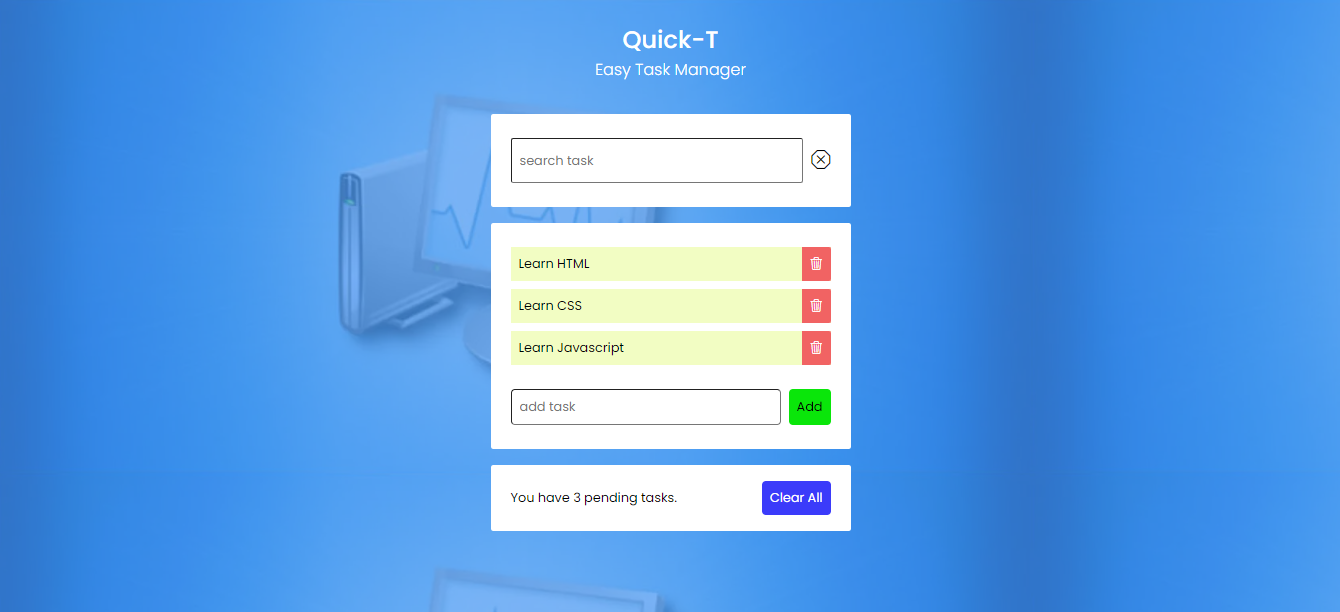 Quick-T
Easy Task Manager
search task
Learn HTML
Learn CSS
Learn Javascript
add task
Add
You have 3 pending tasks.
Clear All